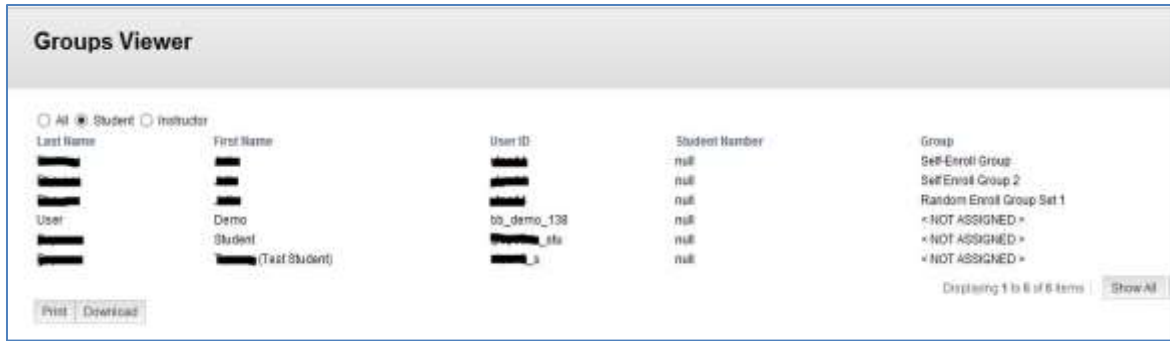 Groups Viewer
All Student Instructor
Last Name First Name User ID Student Number Group
null Self-Enroll Group
null Self Enroll Group 2
null Random Enroll Group Set 1
User Demo bb_demo_138 null < NOT ASSIGNED >
Student _stu null < NOT ASSIGNED >
(Test Student) _s null < NOT ASSIGNED >
Displaying 1 to 6 of 6 items Show All
Print Download